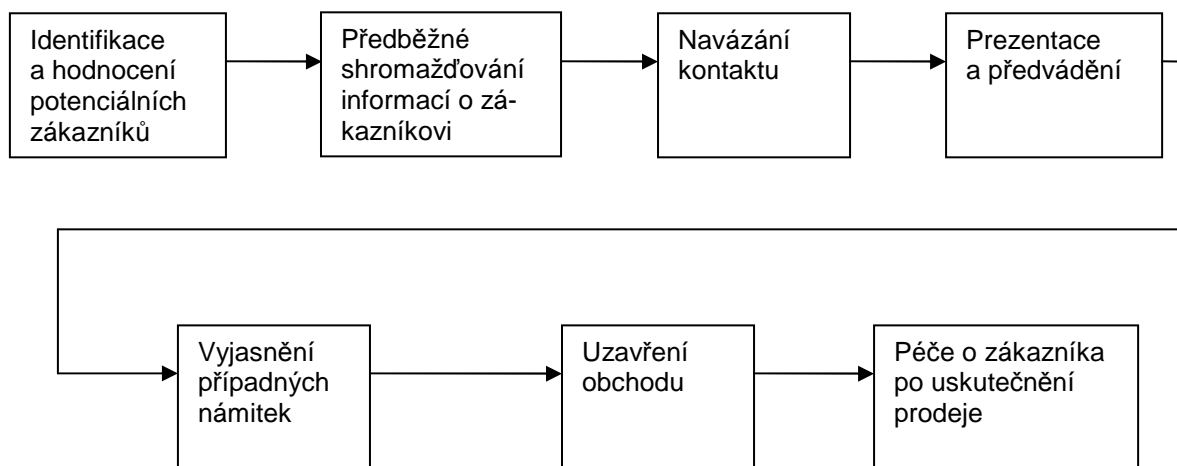 Identifikace
a hodnocení
potenciálních
zákazníků
Předběžné
shromažďování
informací o zá-
kazníkovi
Navázání
kontaktu
Prezentace
a předvádění
Vyjasnění
případných
námitek
Uzavření
obchodu
Péče o zákazníka
po uskutečnění
prodeje